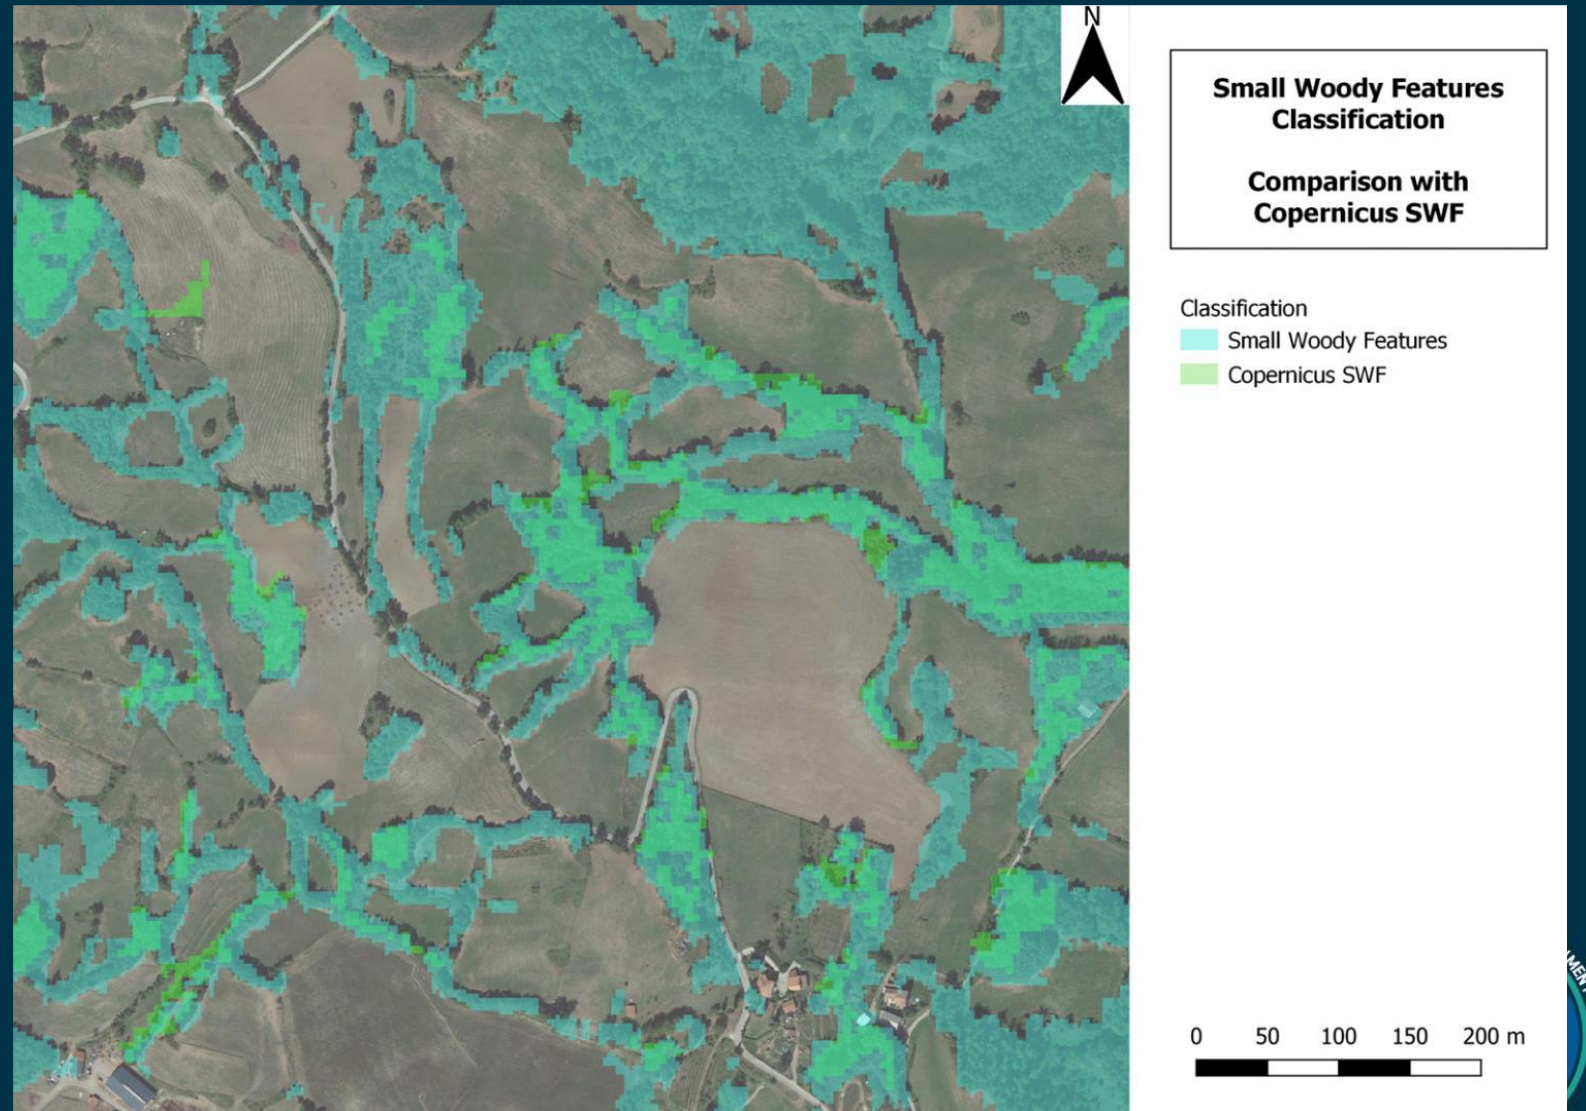 N
Small Woody Features
Classification
Comparison with
Copernicus SWF
Classification
Small Woody Features
Copernicus SWF
0 50 100 150 200 m